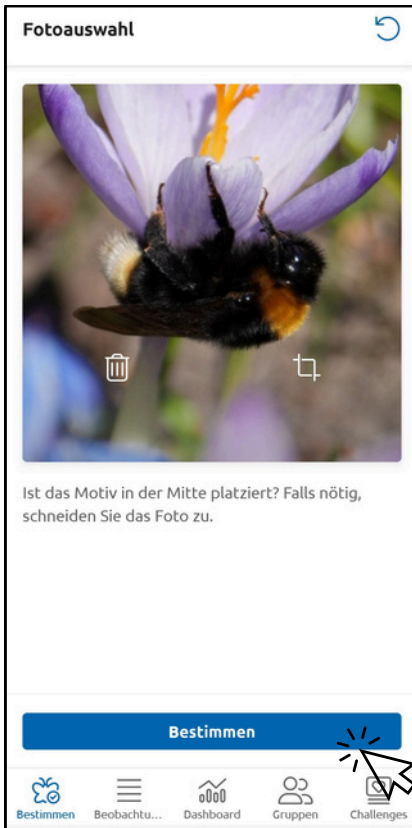 Fotoauswahl
Ist das Motiv in der Mitte platziert? Falls nötig,
schneiden Sie das Foto zu.
Bestimmen
Bestimmen Beobachtu... Dashboard Gruppen Challenges